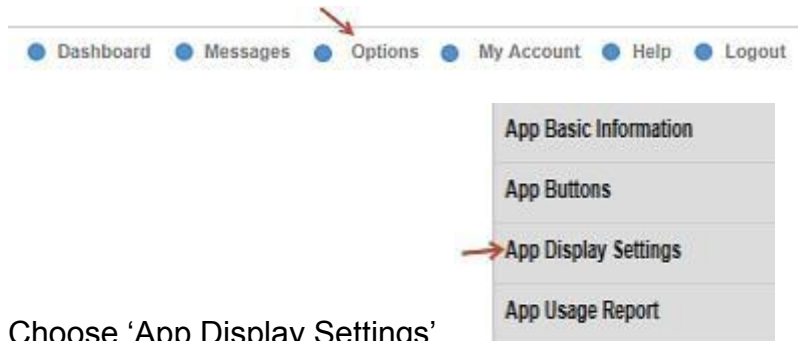 Dashboard Messages Options My Account Help Logout
App Basic Information
App Buttons
App Display Settings
App Usage Report
Choose ‘App Display Settings’